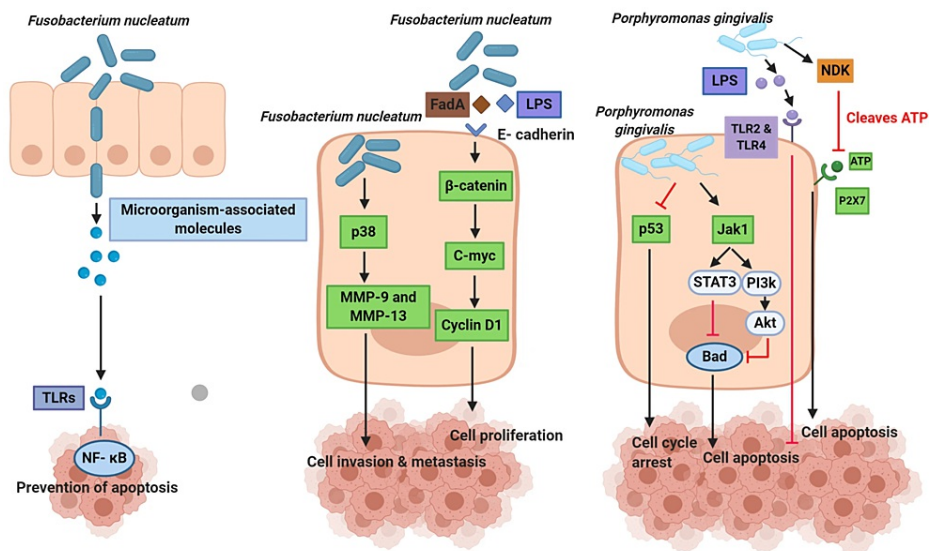 Fusobacterium nucleatum
Microorganism-associated
molecules
TLRs
NF- κB
Prevention of apoptosis
Fusobacterium nucleatum
FadA
LPS
E- cadherin
Fusobacterium nucleatum
β-catenin
p38
C-myc
MMP-9 and
MMP-13
Cyclin D1
Cell proliferation
Cell invasion & metastasis
Porphyromonas gingivalis
LPS
NDK
Cleaves ATP
Porphyromonas
gingivalis
TLR2 &
TLR4
ATP
P2X7
p53
Jak1
STAT3
PI3k
Akt
Bad
Cell cycle
arrest
Cell apoptosis
Cell apoptosis